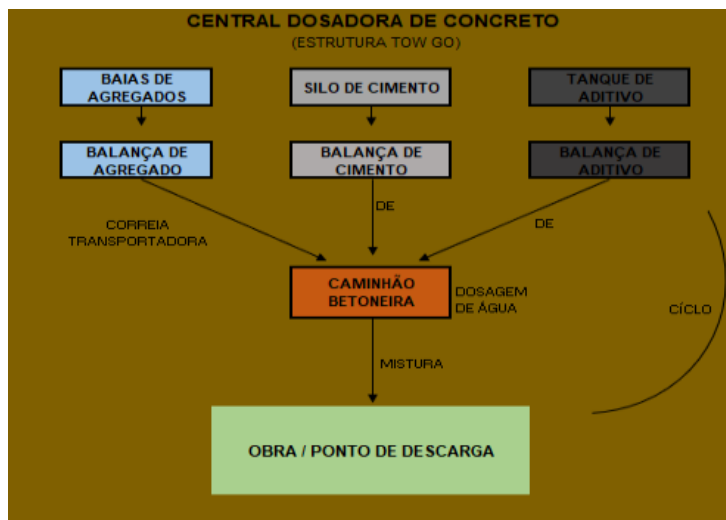 CENTRAL DOSADORA DE CONCRETO
(ESTRUTURA TOW GO)
BAIAS DE
AGREGADOS
SILO DE CIMENTO
TANQUE DE
ADITIVO
BALANÇA DE
AGREGADO
BALANÇA DE
CIMENTO
BALANÇA DE
ADITIVO
CORREIA
TRANSPORTADORA
DE
DE
CAMINHÃO
BETONEIRA
DOSAGEM
DE ÁGUA
CÍCLO
MISTURA
OBRA / PONTO DE DESCARGA